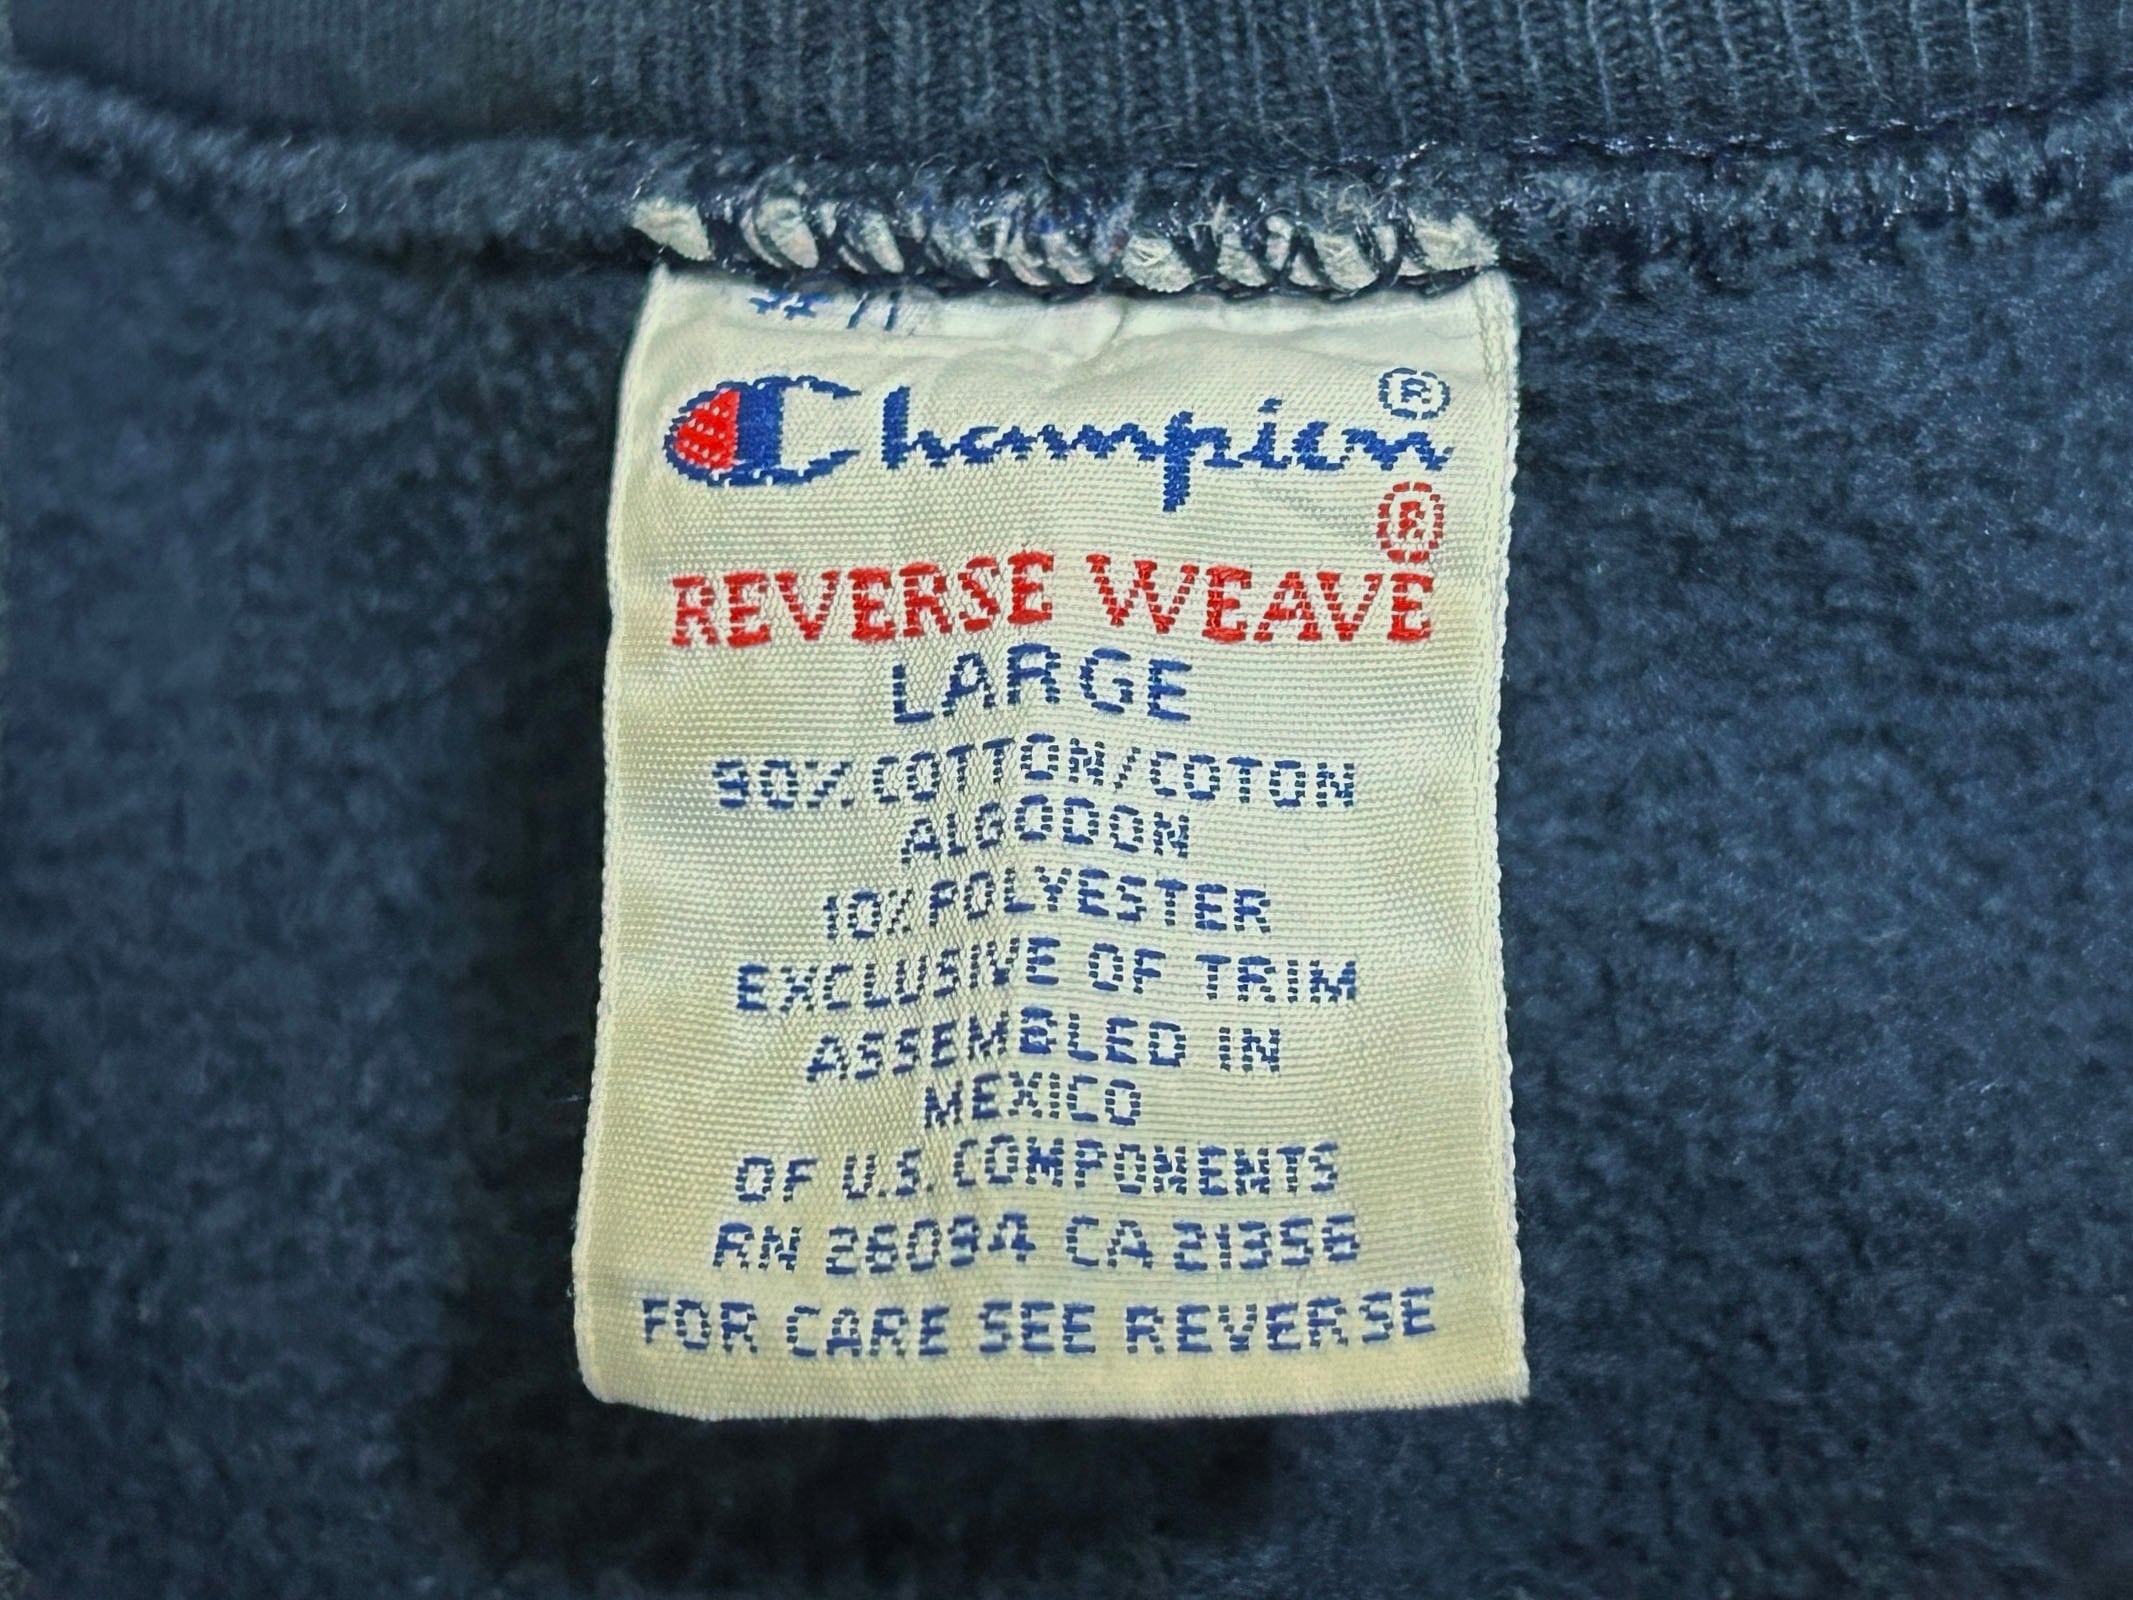 Champion®
®
REVERSE WEAVE
LARGE
90% COTTON/COTON
ALGODON
10% POLYESTER
EXCLUSIVE OF TRIM
ASSEMBLED IN
MEXICO
OF U.S. COMPONENTS
RN 26094 CA 21358
FOR CARE SEE REVERSE